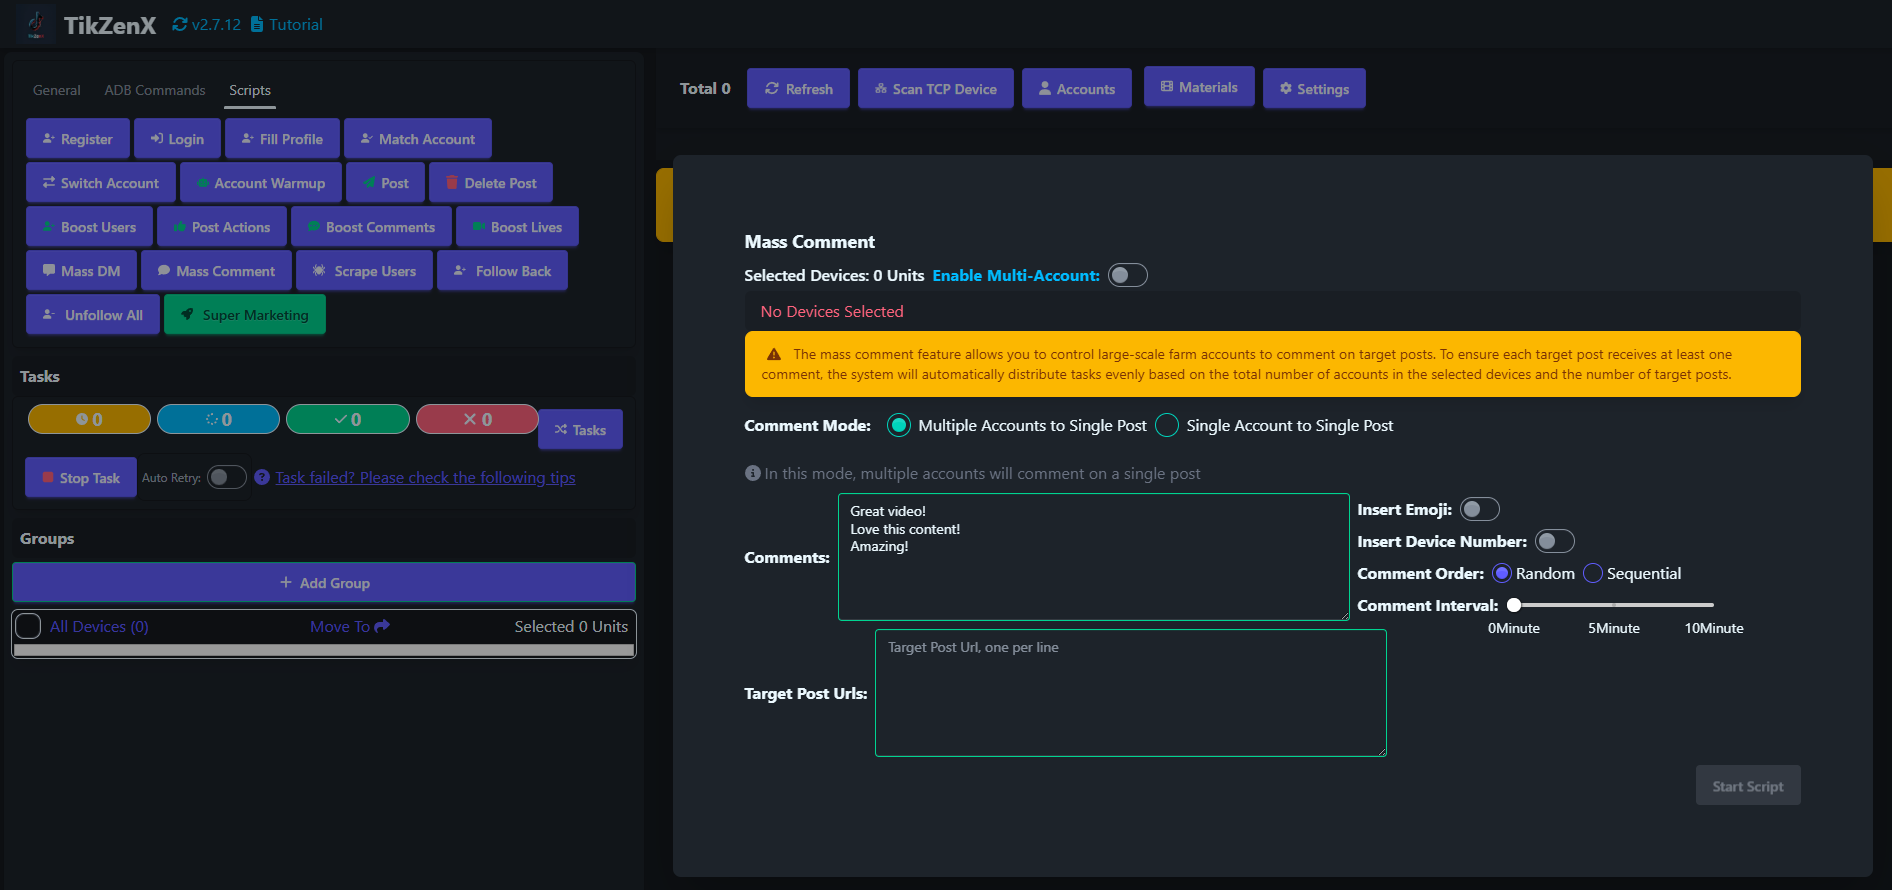 TikZenX v2.7.12 Tutorial
General ADB Commands Scripts
Register Login Fill Profile Match Account
Switch Account Account Warmup Post Delete Post
Boost Users Post Actions Boost Comments Boost Lives
Mass DM Mass Comment Scrape Users Follow Back
Unfollow All Super Marketing
Tasks
0 0 0 0 Tasks
Stop Task Auto Retry: Task failed? Please check the following tips
Groups
+ Add Group
All Devices (0) Move To Selected 0 Units
Total 0 Refresh Scan TCP Device Accounts Materials Settings
Mass Comment
Selected Devices: 0 Units Enable Multi-Account:
No Devices Selected
The mass comment feature allows you to control large-scale farm accounts to comment on target posts. To ensure each target post receives at least one
comment, the system will automatically distribute tasks evenly based on the total number of accounts in the selected devices and the number of target posts.
Comment Mode: Multiple Accounts to Single Post Single Account to Single Post
In this mode, multiple accounts will comment on a single post
Comments:
Great video!
Love this content!
Amazing!
Insert Emoji:
Insert Device Number:
Comment Order: Random Sequential
Comment Interval:
0Minute 5Minute 10Minute
Target Post Urls:
Target Post Url, one per line
Start Script